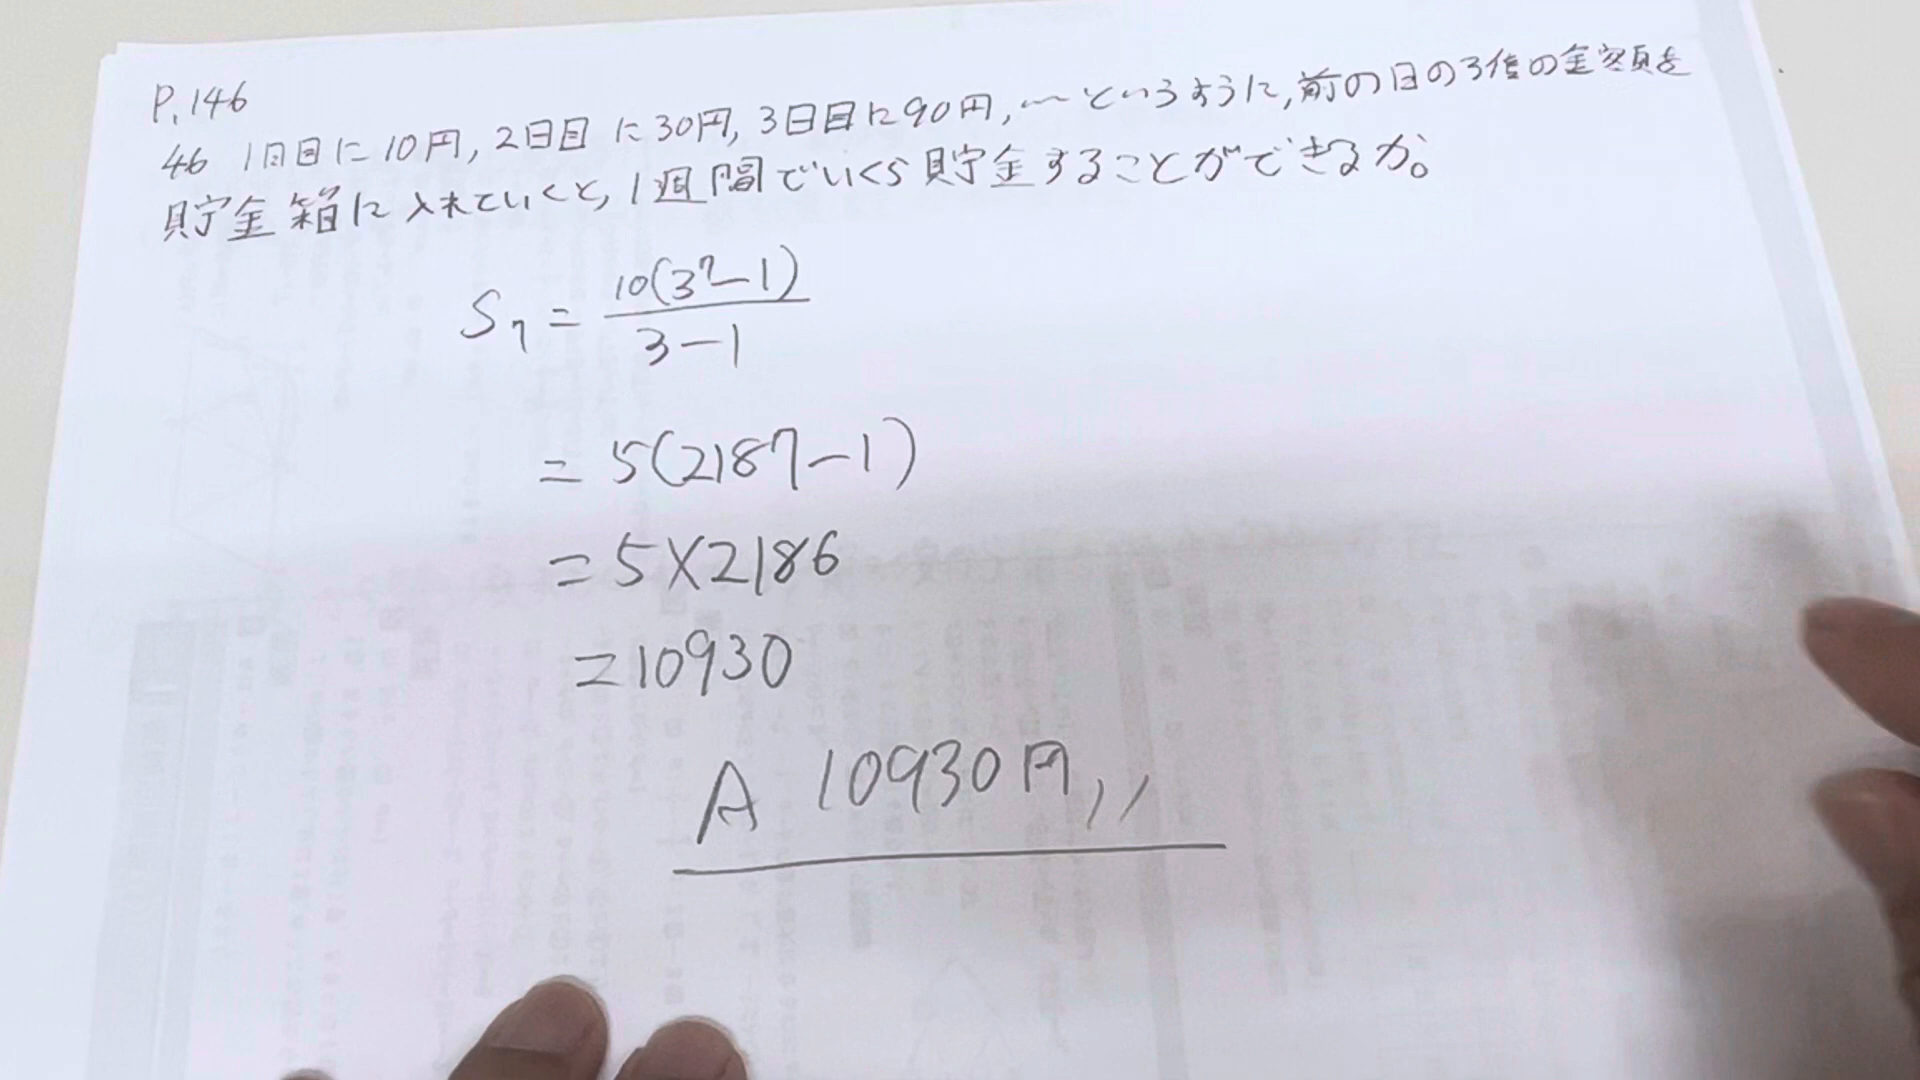 P.146
46 1日目に10円,2日目に30円,3日目に90円,〜というように,前の日の3倍の金額を
貯金箱に入れていくと,1週間でいくら貯金することができるか。
S₇ = 10(3⁷-1) / 3-1
= 5(2187-1)
= 5×2186
=10930
A 10930円,,